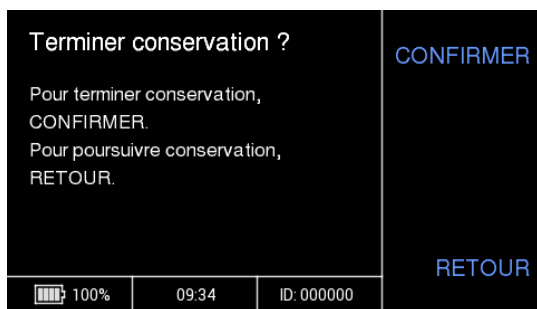 Terminer conservation ?
CONFIRMER
Pour terminer conservation,
CONFIRMER.
Pour poursuivre conservation,
RETOUR.
RETOUR
100%
09:34
ID: 000000